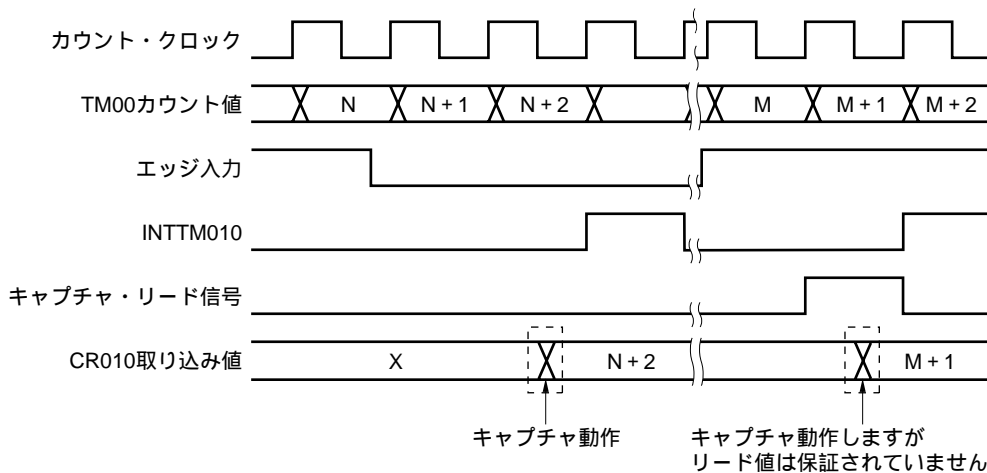 カウント・クロック
TM00カウント値
N
N + 1
N + 2
M
M + 1
M + 2
エッジ入力
INTTM010
キャプチャ・リード信号
CR010取り込み値
X
N + 2
M + 1
キャプチャ動作
キャプチャ動作しますが
リード値は保証されていません